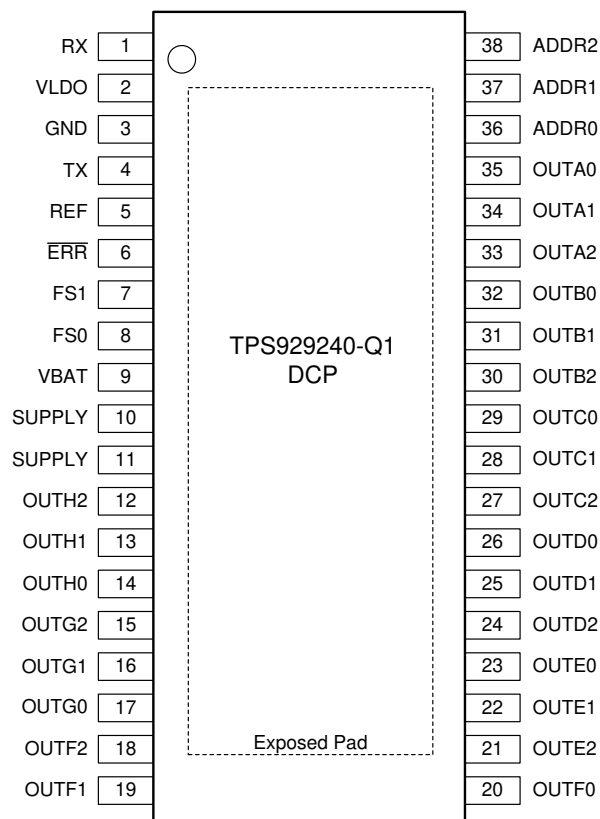 RX 1 38 ADDR2
VLDO 2 37 ADDR1
GND 3 36 ADDR0
TX 4 35 OUTA0
REF 5 34 OUTA1
ERR 6 33 OUTA2
FS1 7 32 OUTB0
FS0 8 31 OUTB1
TPS929240-Q1
DCP
VBAT 9 30 OUTB2
SUPPLY 10 29 OUTC0
SUPPLY 11 28 OUTC1
OUTH2 12 27 OUTC2
OUTH1 13 26 OUTD0
OUTH0 14 25 OUTD1
OUTG2 15 24 OUTD2
OUTG1 16 23 OUTE0
OUTG0 17 22 OUTE1
OUTF2 18 Exposed Pad 21 OUTE2
OUTF1 19 20 OUTF0